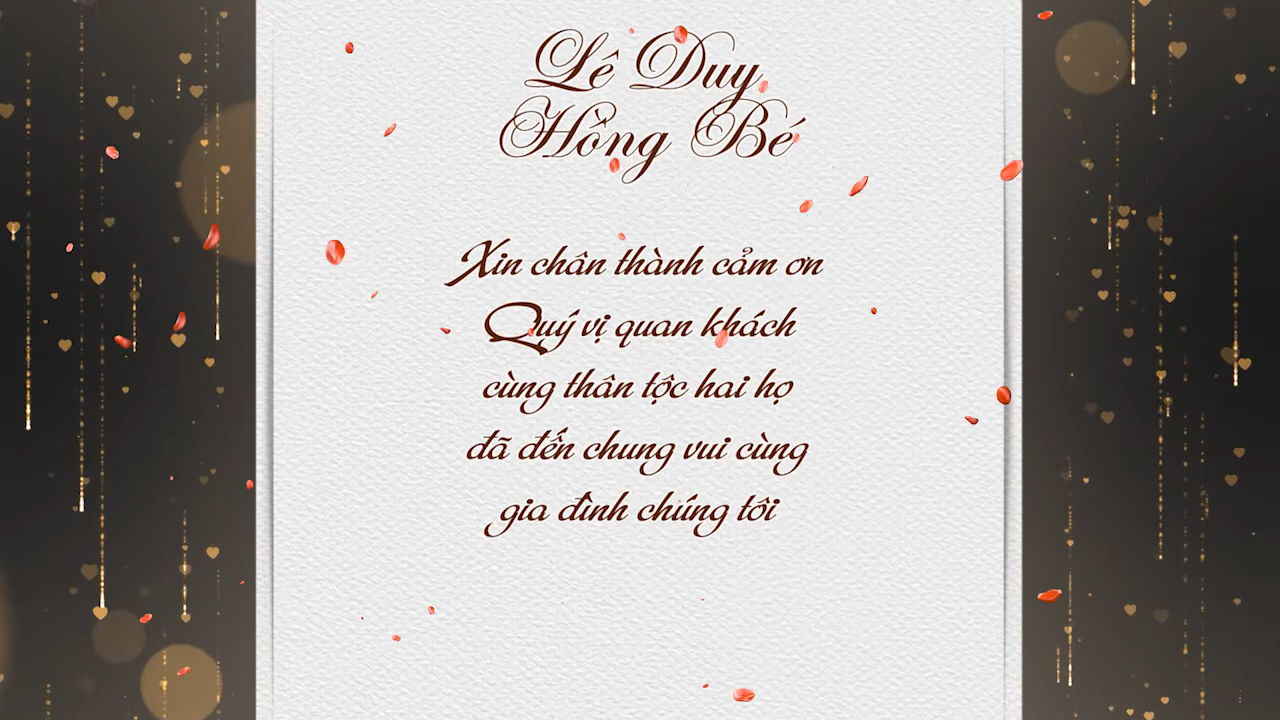 Lê Duy
Hồng Bé
Xin chân thành cảm ơn
Quý vị quan khách
cùng thân tộc hai họ
đã đến chung vui cùng
gia đình chúng tôi